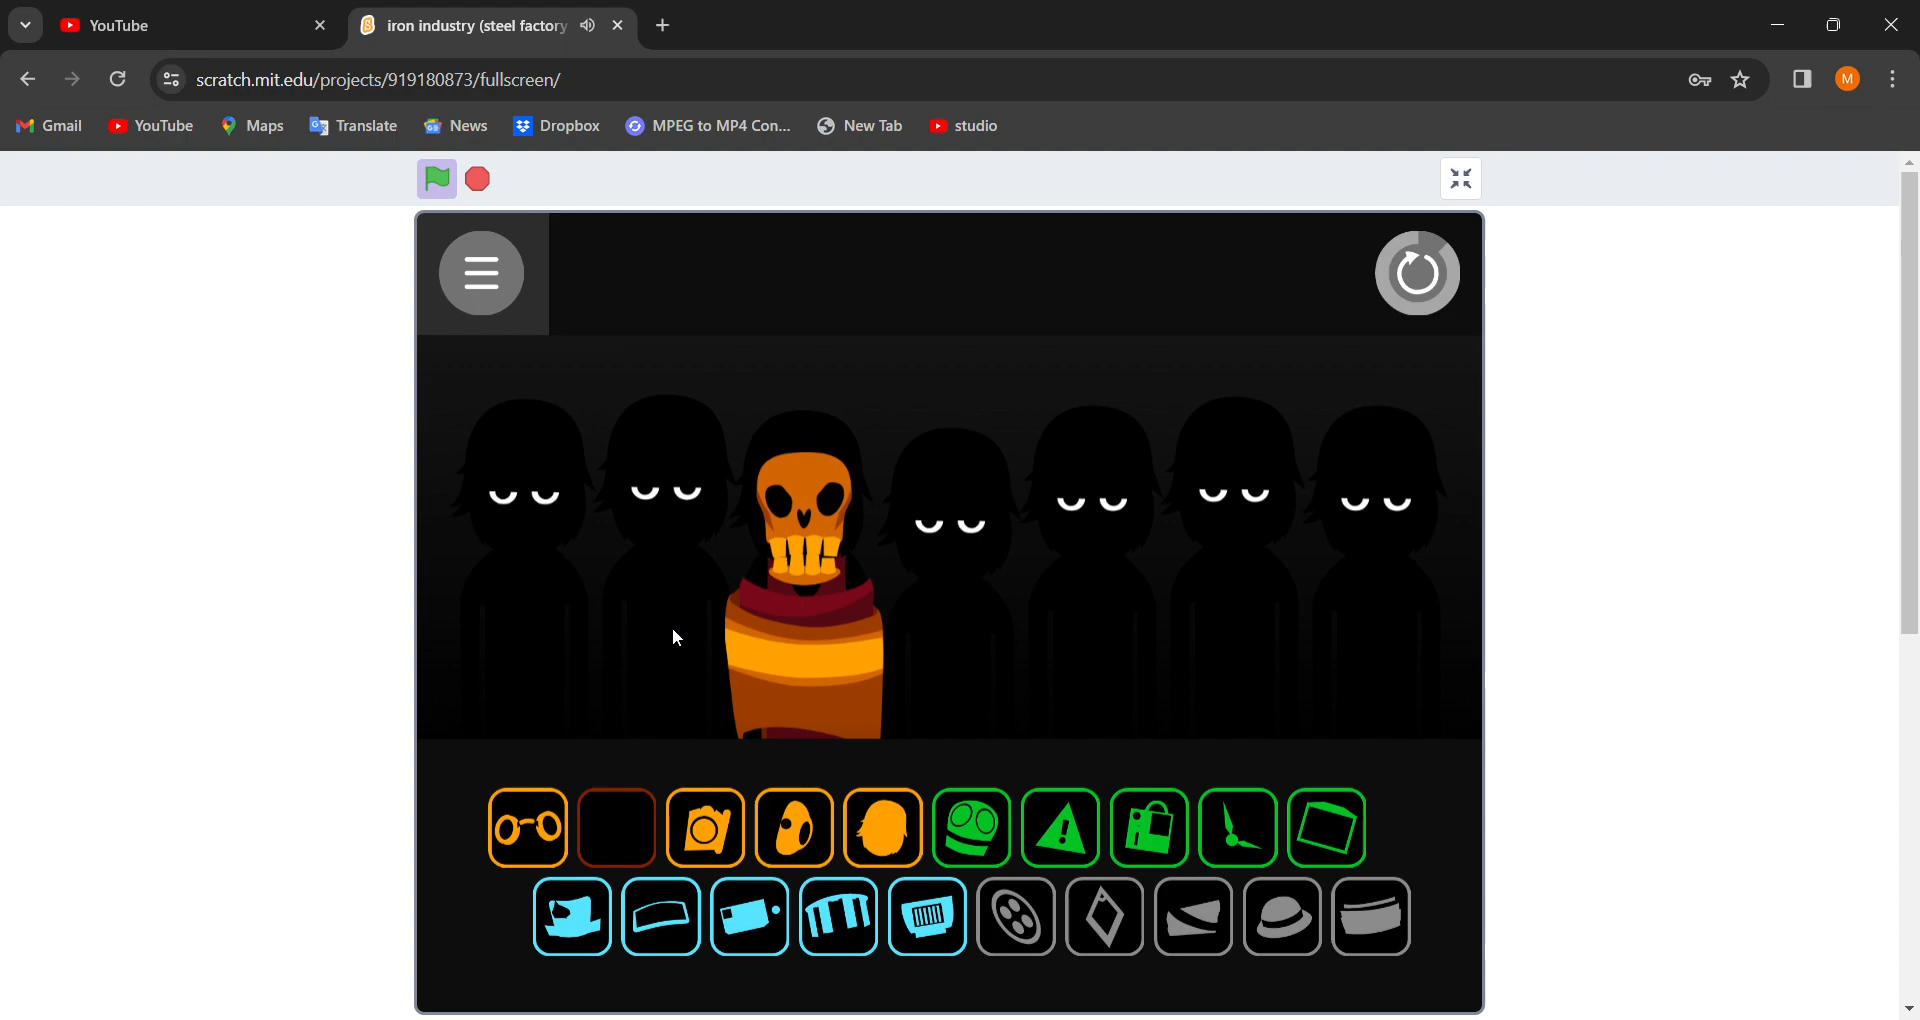 YouTube
iron industry (steel factory
scratch.mit.edu/projects/919180873/fullscreen/
M
Gmail
YouTube
Maps
Translate
News
Dropbox
MPEG to MP4 Con...
New Tab
studio